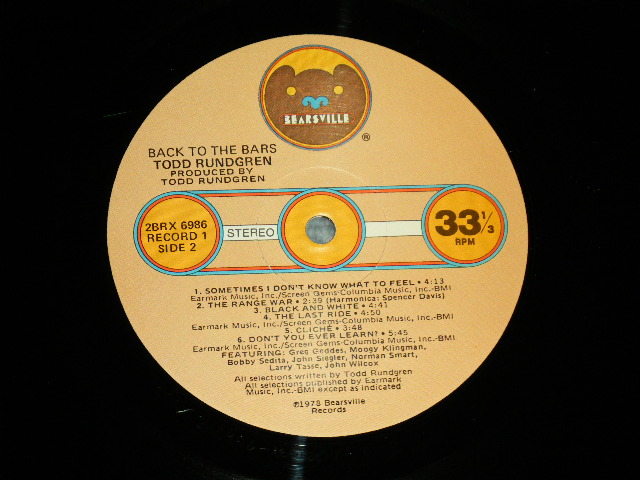 BEARSVILLE
®
BACK TO THE BARS
TODD RUNDGREN
PRODUCED BY
TODD RUNDGREN
2BRX 6986
RECORD 1
SIDE 2
STEREO
33 1/3
RPM
1. SOMETIMES I DON'T KNOW WHAT TO FEEL • 4:13
Earmark Music, Inc./Screen Gems-Columbia Music, Inc.-BMI
2. THE RANGE WAR • 2:39 (Harmonica: Spencer Davis)
3. BLACK AND WHITE • 4:41
4. THE LAST RIDE • 4:50
Earmark Music, Inc./Screen Gems-Columbia Music, Inc.-BMI
5. CLICHÉ • 3:48
6. DON'T YOU EVER LEARN? • 5:45
Earmark Music, Inc./Screen Gems-Columbia Music, Inc.-BMI
FEATURING: Greg Geddes, Moogy Klingman,
Bobby Sedita, John Siegler, Norman Smart,
Larry Tasse, John Wilcox
All selections written by Todd Rundgren
All selections published by Earmark
Music, Inc.-BMI except as indicated
℗1978 Bearsville
Records